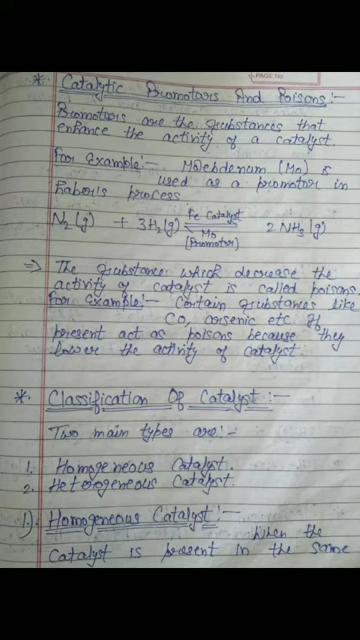 PAGE No
* Catalytic Promotors And Poisons :-
Promotors are the substances that
enhance the activity of a catalyst.
For Example:- Molebdenum (Mo) is
used as a promotor in
Haber's process.
N₂(g) + 3H₂(g) Fe Catalyst ⇌ Mo (Promotor) 2 NH₃(g)
⇒ The substance which decrease the
activity of catalyst is called poisons.
For Example:- Certain substances like
CO, arsenic etc. If
present act as poisons because they
lower the activity of catalyst.
* Classification Of Catalyst :-
Two main types are:-
1. Homogeneous Catalyst.
2. Heterogeneous Catalyst.
1). Homogeneous Catalyst :-
When the
Catalyst is present in the same